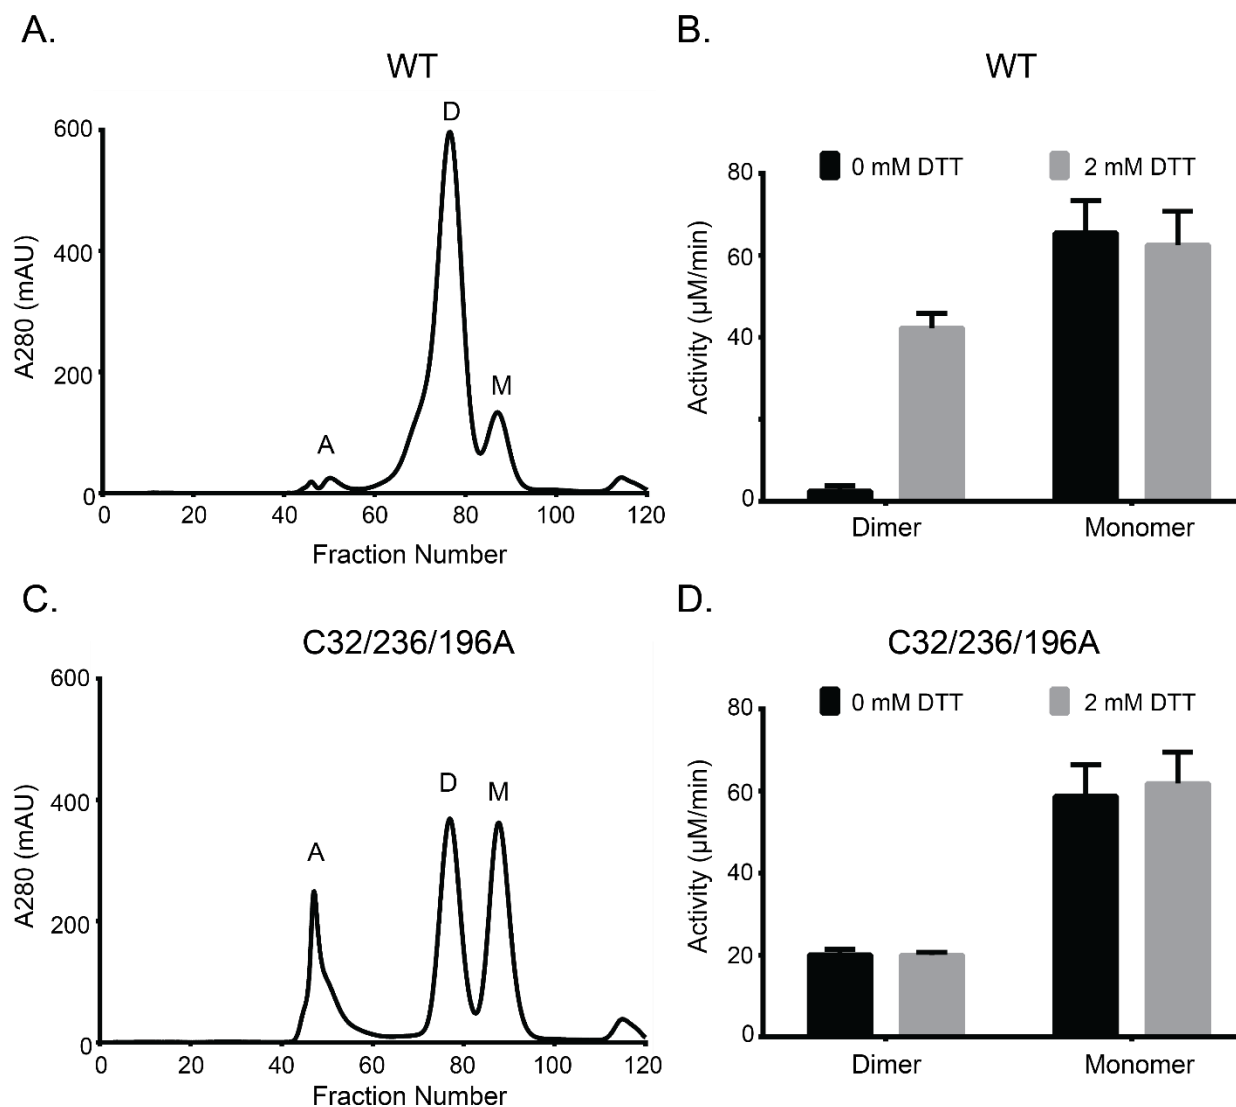 A.
WT
A280 (mAU)
600
400
200
0
A
D
M
0 20 40 60 80 100 120
Fraction Number
B.
WT
0 mM DTT 2 mM DTT
Activity (µM/min)
80
60
40
20
0
Dimer Monomer
C.
C32/236/196A
A280 (mAU)
600
400
200
0
A
D
M
0 20 40 60 80 100 120
Fraction Number
D.
C32/236/196A
0 mM DTT 2 mM DTT
Activity (µM/min)
80
60
40
20
0
Dimer Monomer